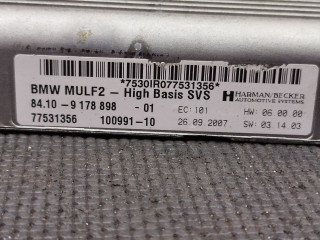 *7530IR077531356*
BMW MULF2 - High Basis SVS
HARMAN/BECKER
AUTOMOTIVE SYSTEMS
84.10- 9 178 898 - 01
EC: 101
HW: 06.00.00
77531356
100991-10
26.09.2007
SW: 03.14.03